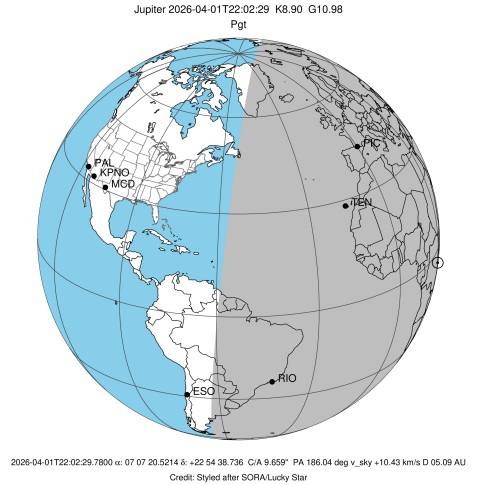 Jupiter 2026-04-01T22:02:29  K8.90  G10.98
Pgt
PIC
PAL
KPNO
MCD
TEN
RIO
ESO
2026-04-01T22:02:29.7800 α: 07 07 20.5214 δ: +22 54 38.736  C/A 9.659"  PA 186.04 deg v_sky +10.43 km/s D 05.09 AU
Credit: Styled after SORA/Lucky Star